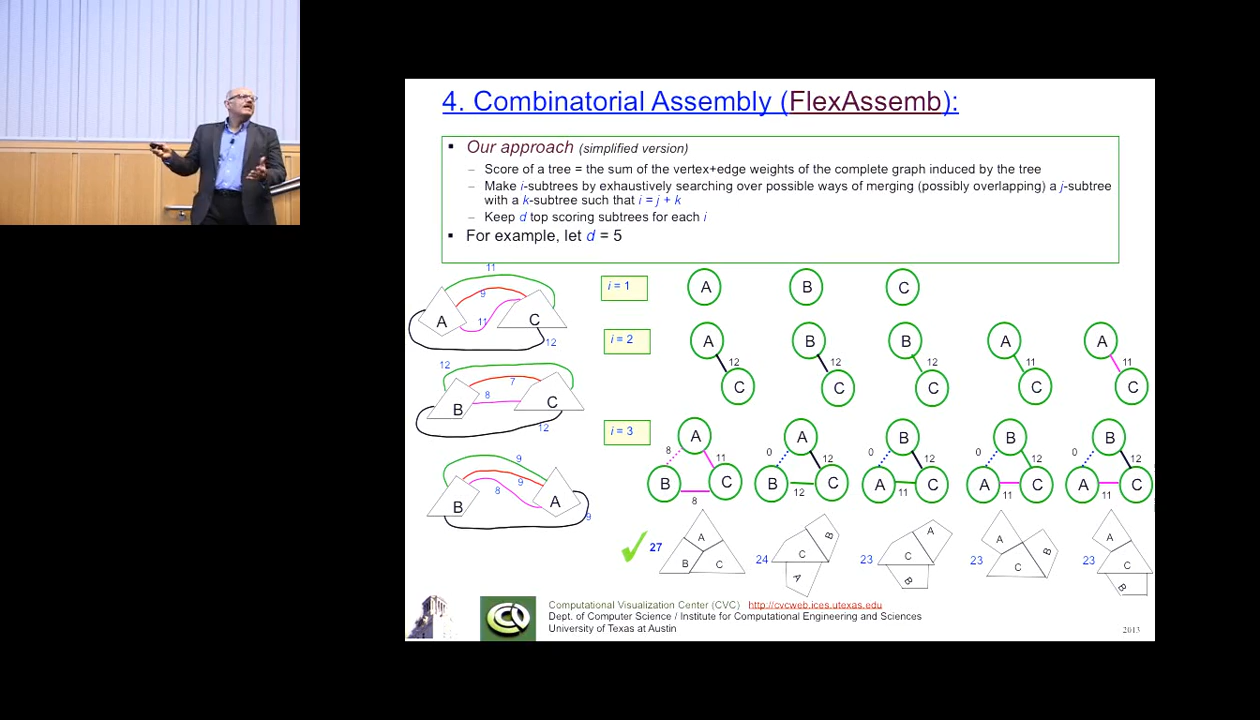 4. Combinatorial Assembly (FlexAssemb):
▪ Our approach (simplified version)
– Score of a tree = the sum of the vertex+edge weights of the complete graph induced by the tree
– Make i-subtrees by exhaustively searching over possible ways of merging (possibly overlapping) a j-subtree
with a k-subtree such that i = j + k
– Keep d top scoring subtrees for each i
▪ For example, let d = 5
11
9
A
11
C
12
12
7
8
B
C
12
9
9
8
B
A
9
i = 1
A B C
i = 2
A B B A A
12 12 12 11 11
C C C C C
i = 3
A A B B B
8 11 0 12 0 12 0 12 0 12
B C B C A C A C A C
8 12 11 11 11
27 A B C
24 B C A
23 A C B
23 A B C
23 A C B
Computational Visualization Center (CVC) http://cvcweb.ices.utexas.edu
Dept. of Computer Science / Institute for Computational Engineering and Sciences
University of Texas at Austin
2013